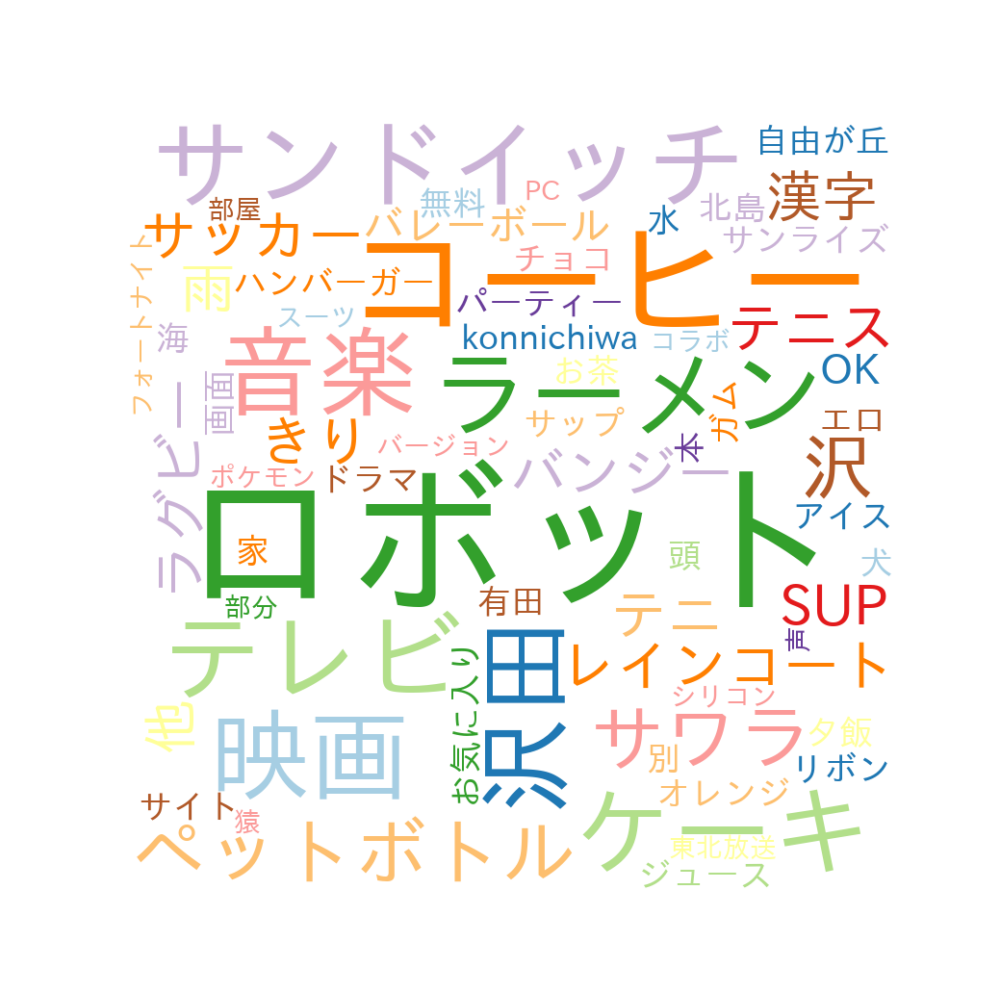 サンドイッチ
自由が丘
漢字
PC
無料
部屋
北島
水
サッカー
バレーボール
サンライズ
コーヒー
チョコ
フォートナイト
雨
ハンバーガー
パーティー
スーツ
テニス
海
konnichiwa
コラボ
音楽
ラーメン
お茶
OK
画面
ガム
サップ
エロ
きり
本
バージョン
沢
ラグビー
ポケモン
ドラマ
バンジー
アイス
ロボット
家
頭
犬
部分
有田
テニ
SUP
声
テレビ
沢田
レインコート
お気に入り
シリコン
他
映画
サワラ
夕飯
別
リボン
サイト
猿
オレンジ
ケーキ
ペットボトル
東北放送
ジュース